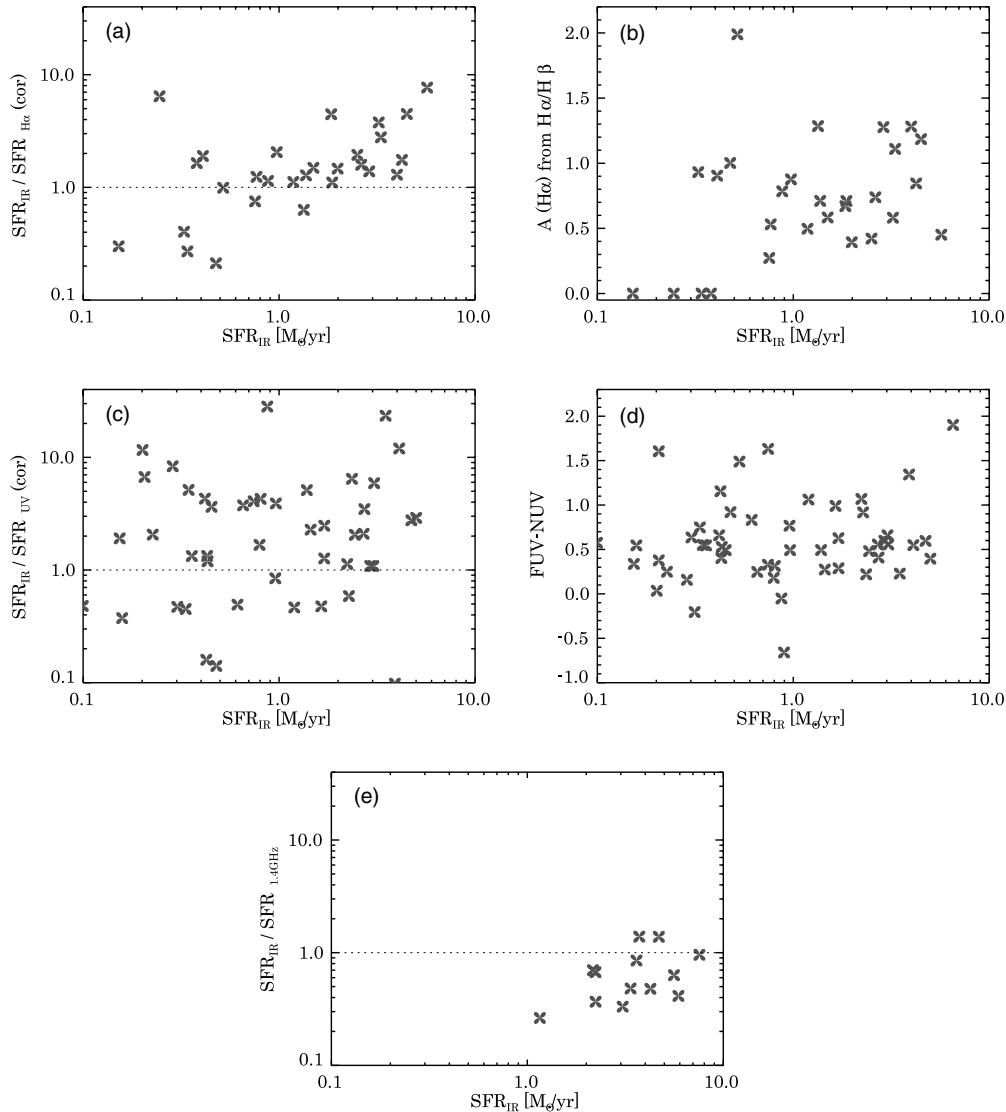 (a)
SFR_IR / SFR_Hα (cor)
10.0
1.0
0.1
0.1 1.0 10.0
SFR_IR [M_⊙/yr]
(b)
A (Hα) from H α/H β
2.0
1.5
1.0
0.5
0.0
0.1 1.0 10.0
SFR_IR [M_⊙/yr]
(c)
SFR_IR / SFR_UV (cor)
10.0
1.0
0.1
0.1 1.0 10.0
SFR_IR [M_⊙/yr]
(d)
FUV-NUV
2.0
1.5
1.0
0.5
0.0
-0.5
-1.0
0.1 1.0 10.0
SFR_IR [M_⊙/yr]
(e)
SFR_IR / SFR_1.4GHz
10.0
1.0
0.1
0.1 1.0 10.0
SFR_IR [M_⊙/yr]